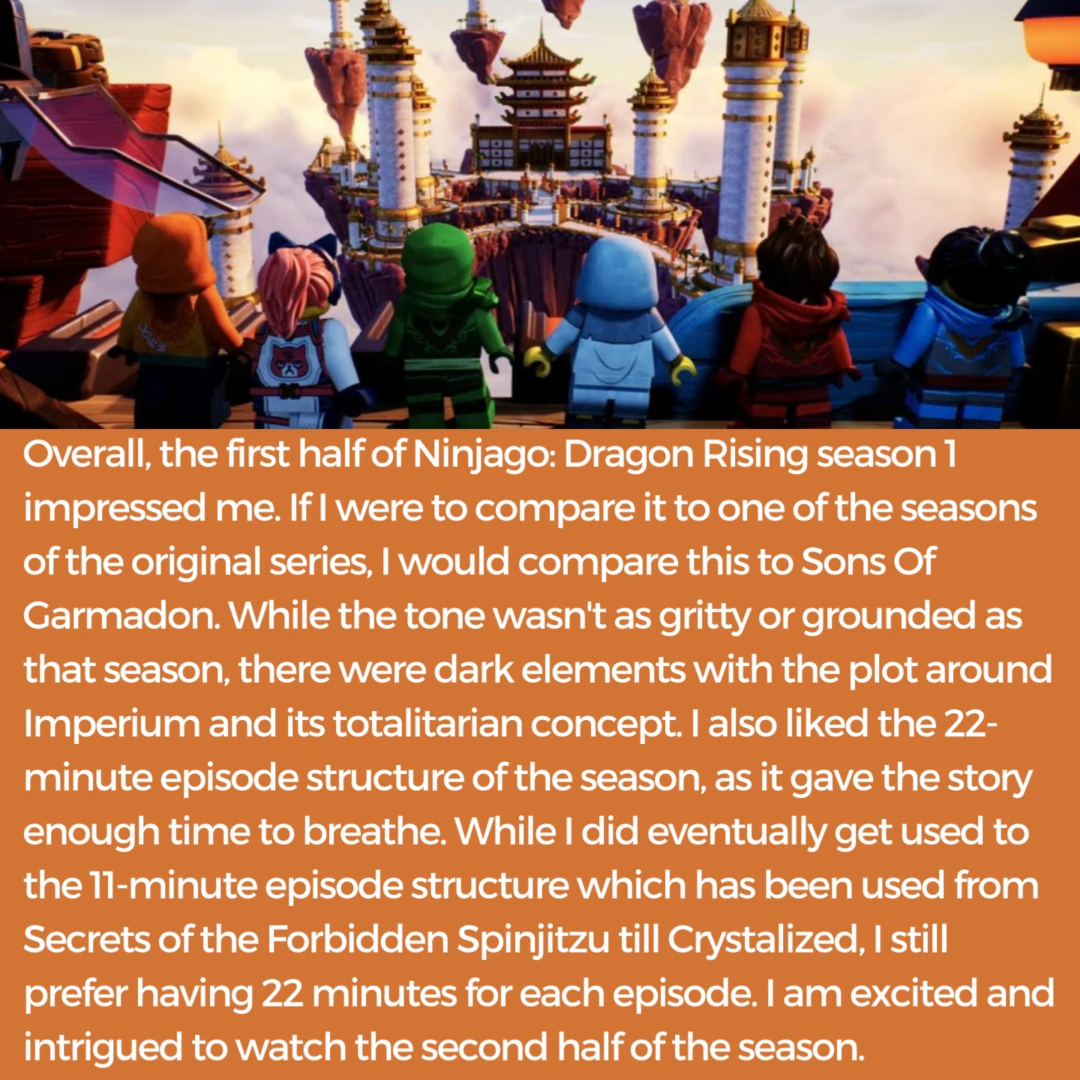 Overall, the first half of Ninjago: Dragon Rising season 1
impressed me. If I were to compare it to one of the seasons
of the original series, I would compare this to Sons Of
Garmadon. While the tone wasn't as gritty or grounded as
that season, there were dark elements with the plot around
Imperium and its totalitarian concept. I also liked the 22-
minute episode structure of the season, as it gave the story
enough time to breathe. While I did eventually get used to
the 11-minute episode structure which has been used from
Secrets of the Forbidden Spinjitzu till Crystalized, I still
prefer having 22 minutes for each episode. I am excited and
intrigued to watch the second half of the season.